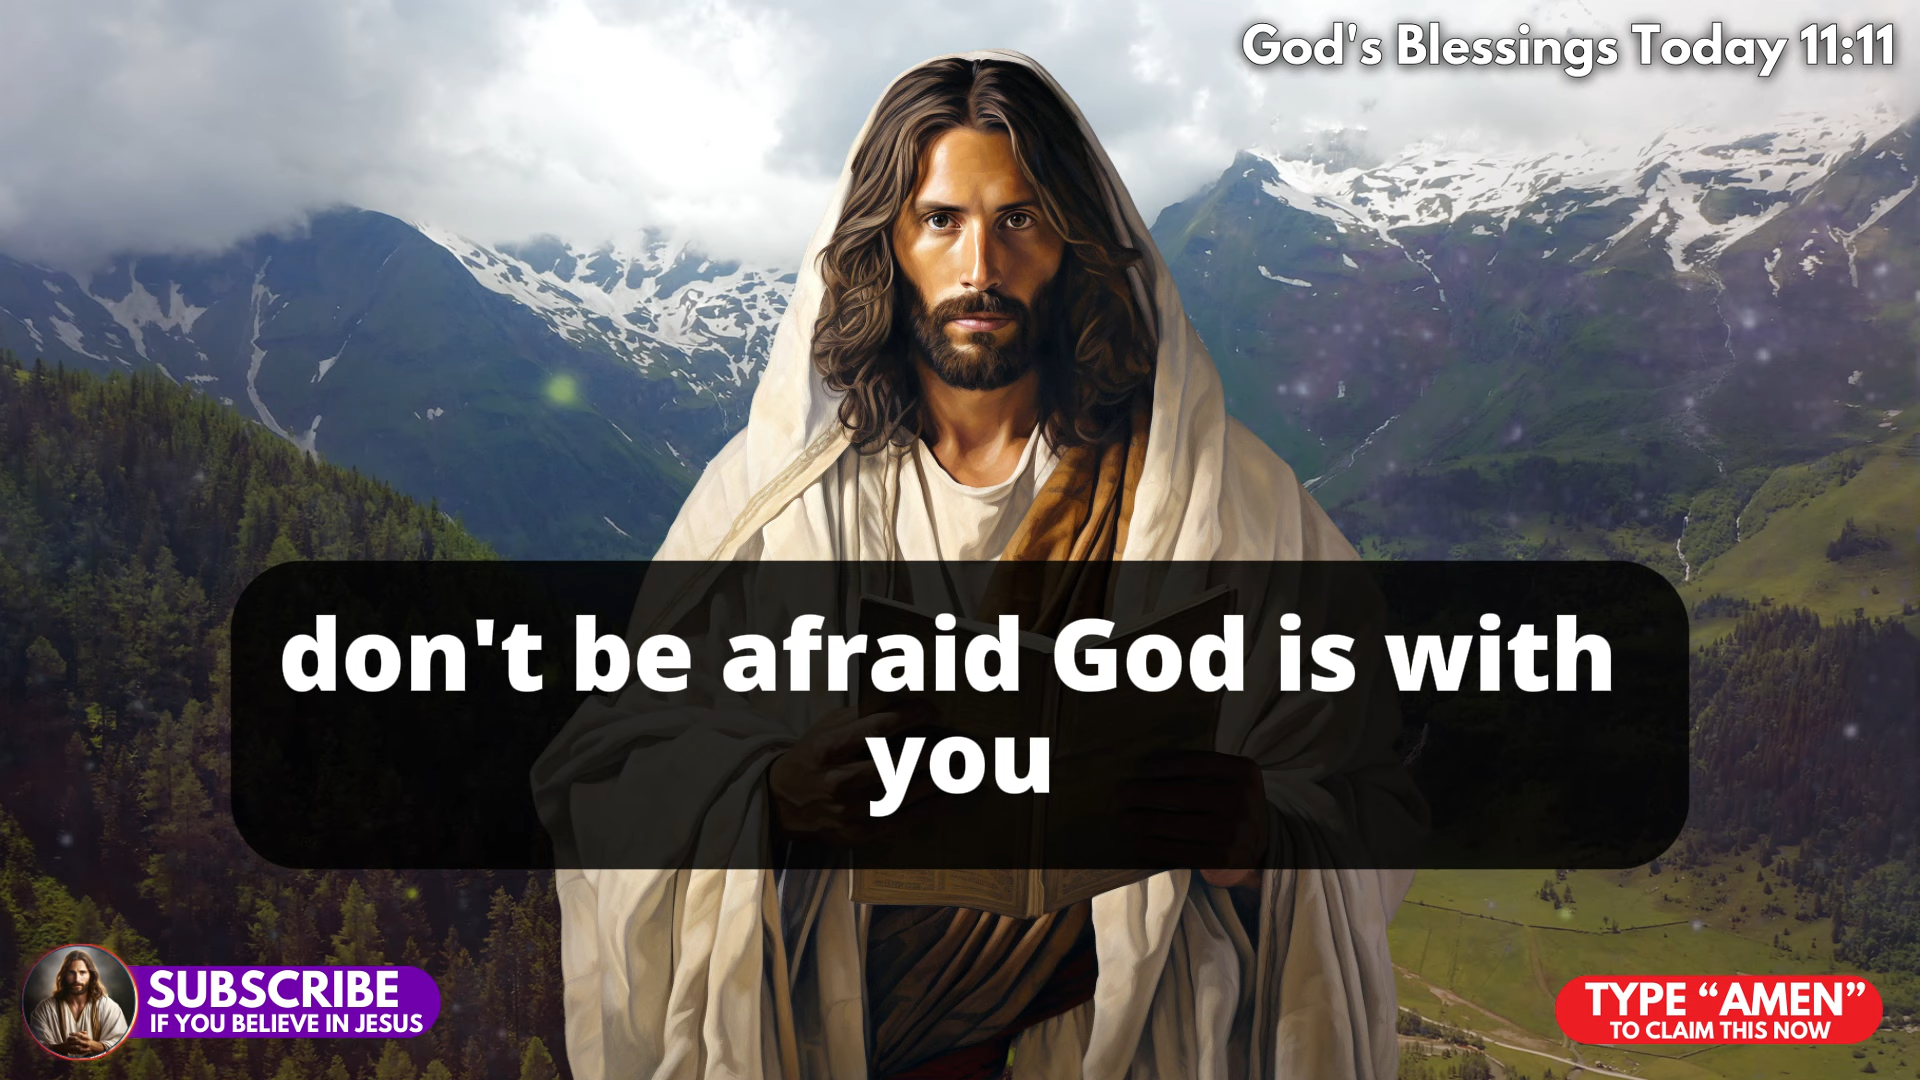 God's Blessings Today 11:11
don't be afraid God is with
you
SUBSCRIBE
IF YOU BELIEVE IN JESUS
TYPE “AMEN”
TO CLAIM THIS NOW